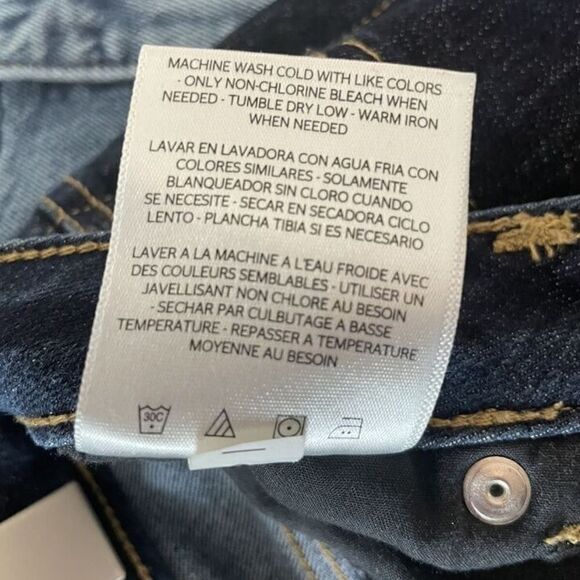 MACHINE WASH COLD WITH LIKE COLORS
- ONLY NON-CHLORINE BLEACH WHEN
NEEDED - TUMBLE DRY LOW - WARM IRON
WHEN NEEDED
LAVAR EN LAVADORA CON AGUA FRIA CON
COLORES SIMILARES - SOLAMENTE
BLANQUEADOR SIN CLORO CUANDO
SE NECESITE - SECAR EN SECADORA CICLO
LENTO - PLANCHA TIBIA SI ES NECESARIO
LAVER A LA MACHINE A L'EAU FROIDE AVEC
DES COULEURS SEMBLABLES - UTILISER UN
JAVELLISANT NON CHLORE AU BESOIN
- SECHAR PAR CULBUTAGE A BASSE
TEMPERATURE - REPASSER A TEMPERATURE
MOYENNE AU BESOIN
30C